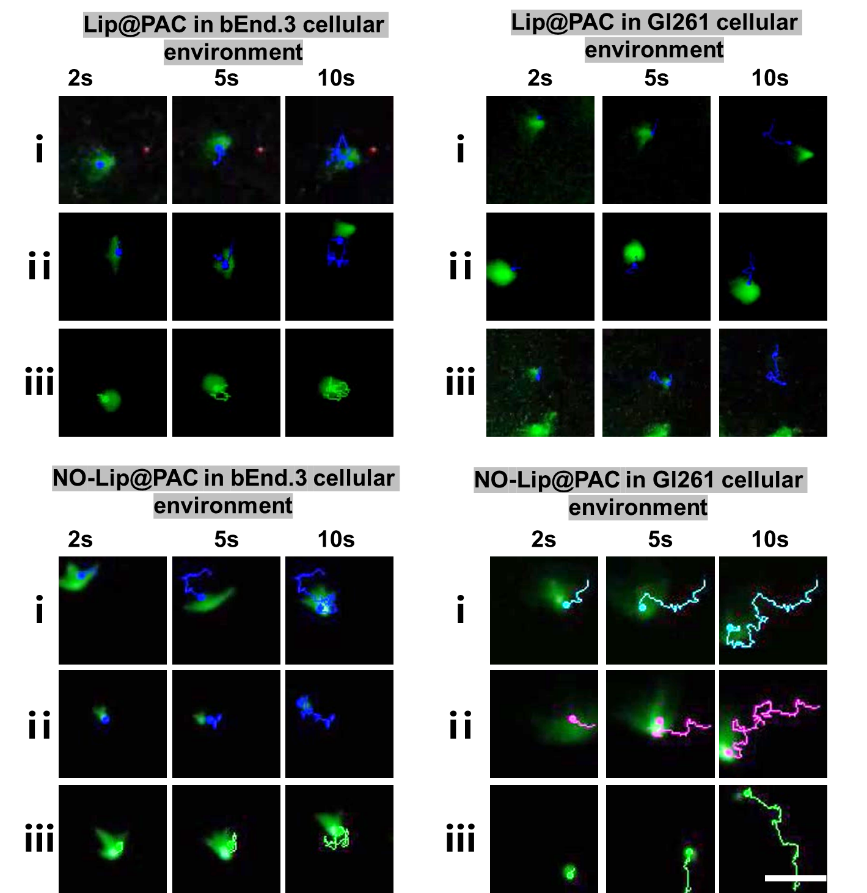 Lip@PAC in bEnd.3 cellular
environment
2s 5s 10s
i
ii
iii
Lip@PAC in Gl261 cellular
environment
2s 5s 10s
i
ii
iii
NO-Lip@PAC in bEnd.3 cellular
environment
2s 5s 10s
i
ii
iii
NO-Lip@PAC in Gl261 cellular
environment
2s 5s 10s
i
ii
iii